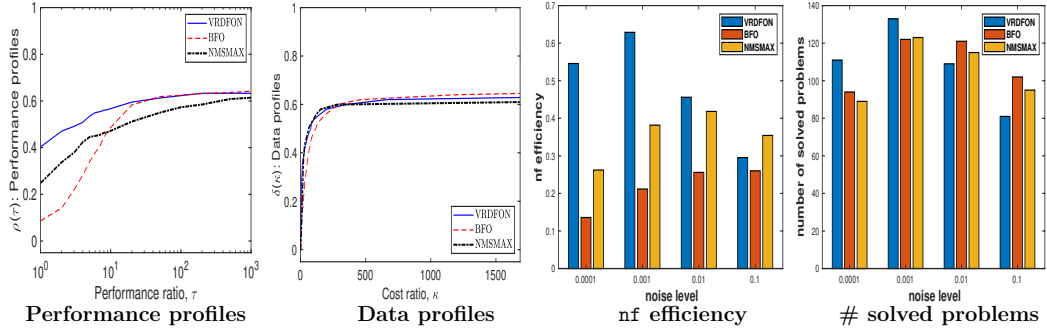 1
0.8
0.6
0.4
0.2
0
ρ(τ): Performance profiles
VRDFON
BFO
NMSMAX
10^0
10^1
10^2
10^3
Performance ratio, τ
Performance profiles
1
0.8
0.6
0.4
0.2
0
δ(κ): Data profiles
VRDFON
BFO
NMSMAX
0
500
1000
1500
Cost ratio, κ
Data profiles
0.7
0.6
0.5
0.4
0.3
0.2
0.1
0
nf efficiency
VRDFON
BFO
NMSMAX
0.0001
0.001
0.01
0.1
noise level
nf efficiency
140
120
100
80
60
40
20
0
number of solved problems
VRDFON
BFO
NMSMAX
0.0001
0.001
0.01
0.1
noise level
# solved problems